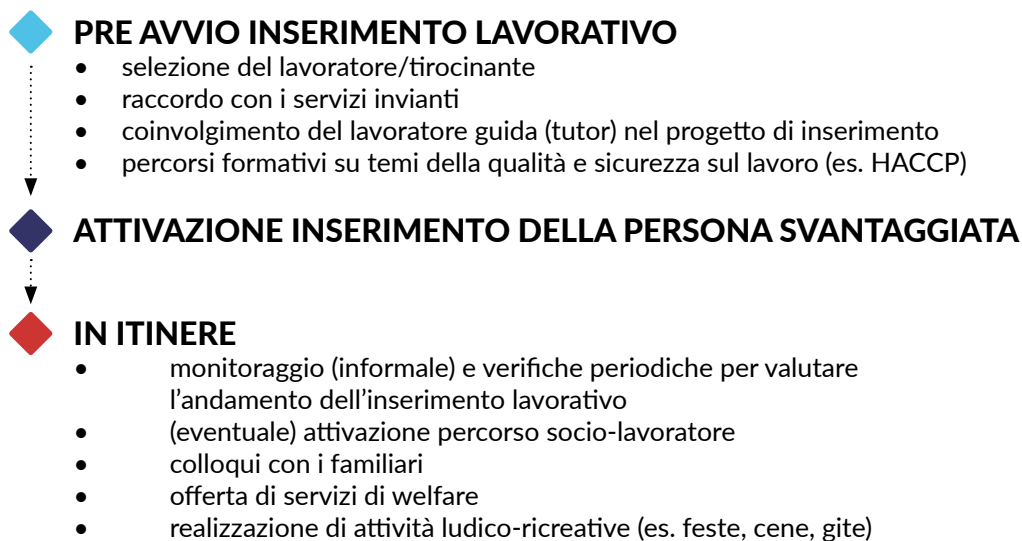 PRE AVVIO INSERIMENTO LAVORATIVO
• selezione del lavoratore/tirocinante
• raccordo con i servizi invianti
• coinvolgimento del lavoratore guida (tutor) nel progetto di inserimento
• percorsi formativi su temi della qualità e sicurezza sul lavoro (es. HACCP)
ATTIVAZIONE INSERIMENTO DELLA PERSONA SVANTAGGIATA
IN ITINERE
• monitoraggio (informale) e verifiche periodiche per valutare
l’andamento dell’inserimento lavorativo
• (eventuale) attivazione percorso socio-lavoratore
• colloqui con i familiari
• offerta di servizi di welfare
• realizzazione di attività ludico-ricreative (es. feste, cene, gite)